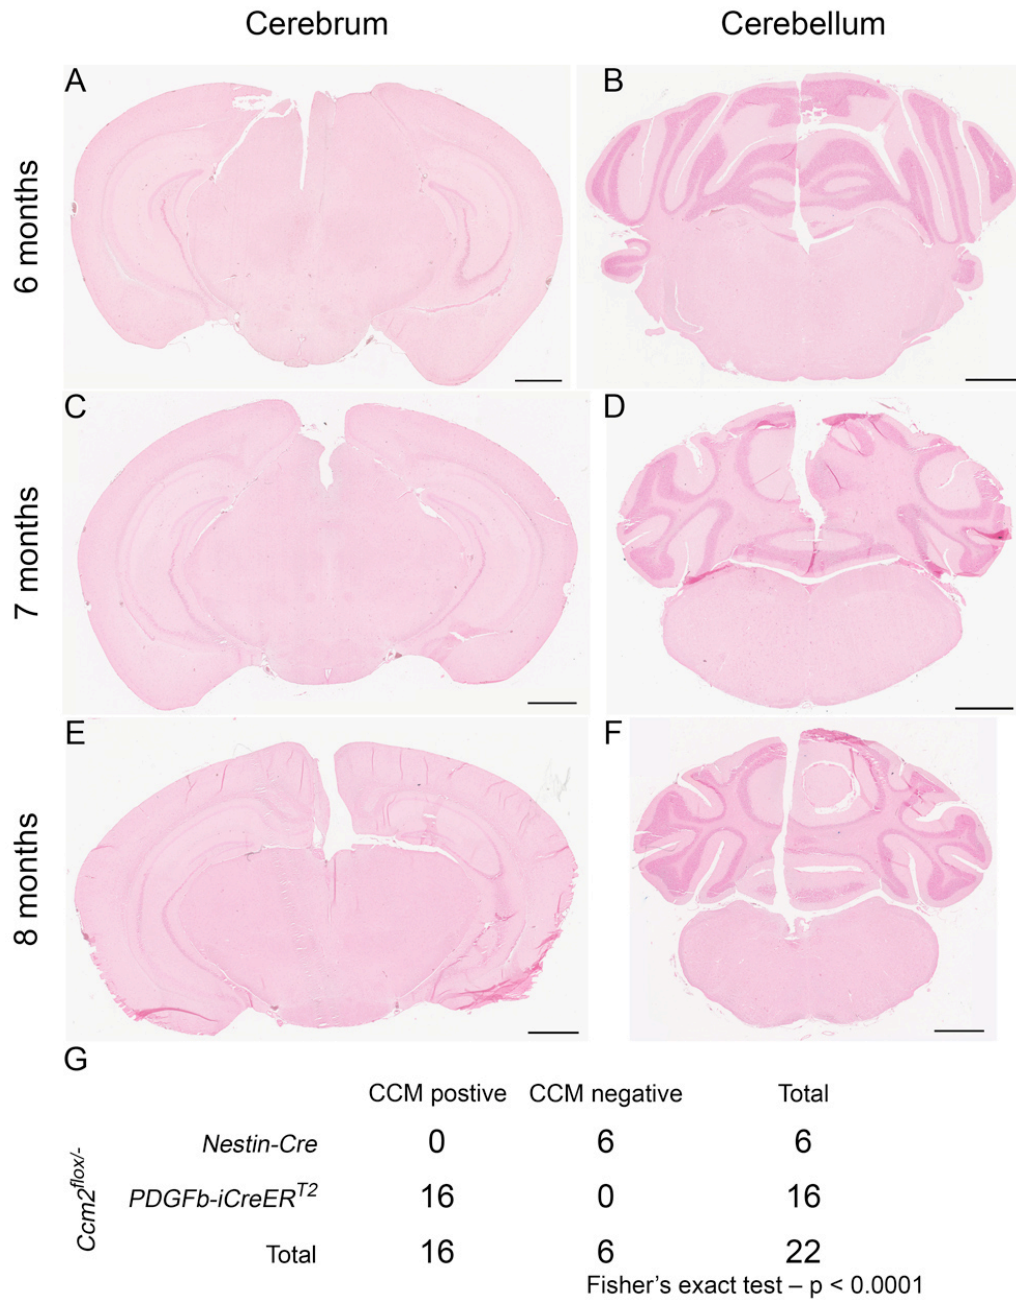 Cerebrum Cerebellum
A B
6 months
C D
7 months
E F
8 months
G
CCM postive CCM negative Total
Ccm2flox/-
Nestin-Cre 0 6 6
PDGFb-iCreERT2 16 0 16
Total 16 6 22
Fisher's exact test – p < 0.0001